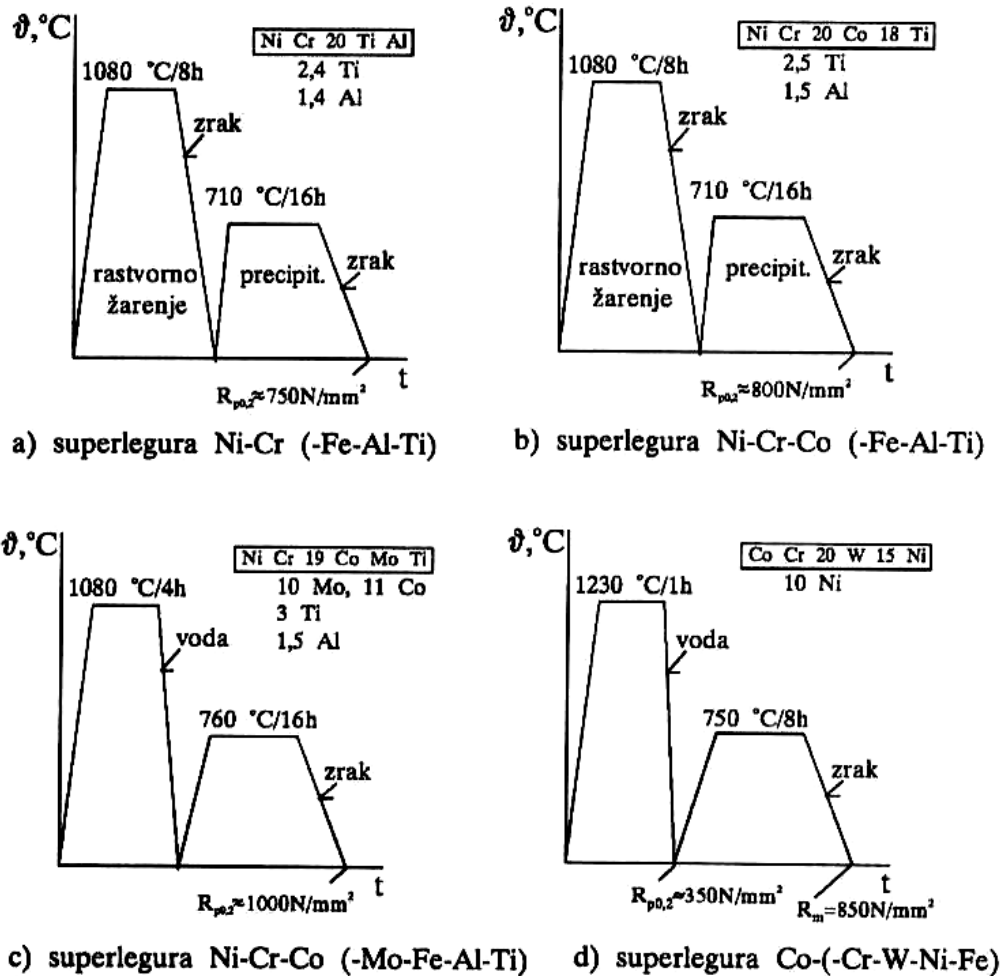 ϑ,°C
Ni Cr 20 Ti Al
1080 °C/8h
2,4 Ti
1,4 Al
zrak
710 °C/16h
rastvorno
žarenje
precipit.
zrak
t
Rp0,2≈750N/mm²
a) superlegura Ni-Cr (-Fe-Al-Ti)
ϑ,°C
Ni Cr 20 Co 18 Ti
1080 °C/8h
2,5 Ti
1,5 Al
zrak
710 °C/16h
rastvorno
žarenje
precipit.
zrak
t
Rp0,2≈800N/mm²
b) superlegura Ni-Cr-Co (-Fe-Al-Ti)
ϑ,°C
Ni Cr 19 Co Mo Ti
1080 °C/4h
10 Mo, 11 Co
3 Ti
1,5 Al
voda
760 °C/16h
zrak
t
Rp0,2≈1000N/mm²
c) superlegura Ni-Cr-Co (-Mo-Fe-Al-Ti)
ϑ,°C
Co Cr 20 W 15 Ni
1230 °C/1h
10 Ni
voda
750 °C/8h
zrak
t
Rp0,2≈350N/mm²
Rm=850N/mm²
d) superlegura Co-(-Cr-W-Ni-Fe)